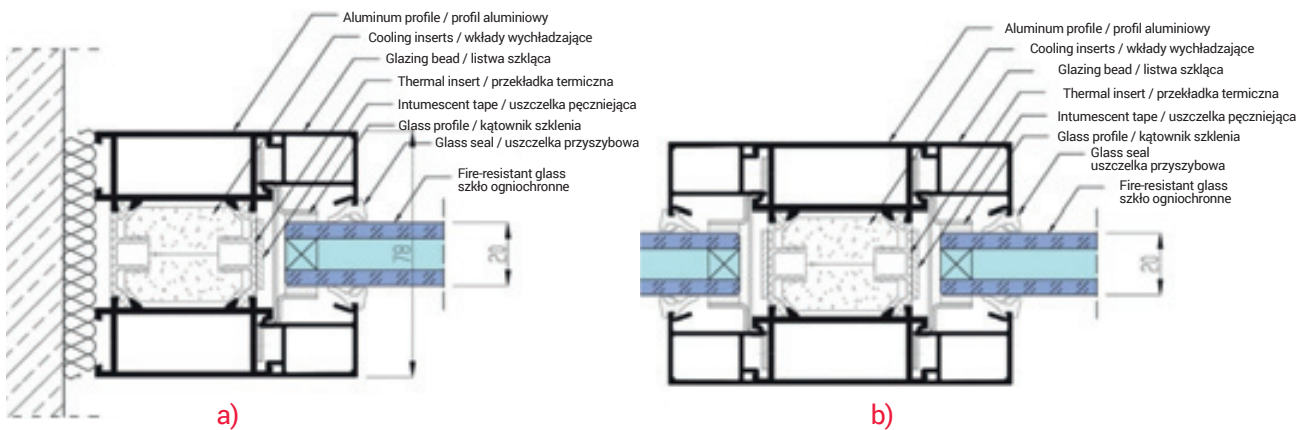 Aluminum profile / profil aluminiowy
Cooling inserts / wkłady wychładzające
Glazing bead / listwa szkląca
Thermal insert / przekładka termiczna
Intumescent tape / uszczelka pęczniejąca
Glass profile / kątownik szklenia
Glass seal / uszczelka przyszybowa
Fire-resistant glass
szkło ogniochronne
78
20
a)
Aluminum profile / profil aluminiowy
Cooling inserts / wkłady wychładzające
Glazing bead / listwa szkląca
Thermal insert / przekładka termiczna
Intumescent tape / uszczelka pęczniejąca
Glass profile / kątownik szklenia
Glass seal
uszczelka przyszybowa
Fire-resistant glass
szkło ogniochronne
20
b)